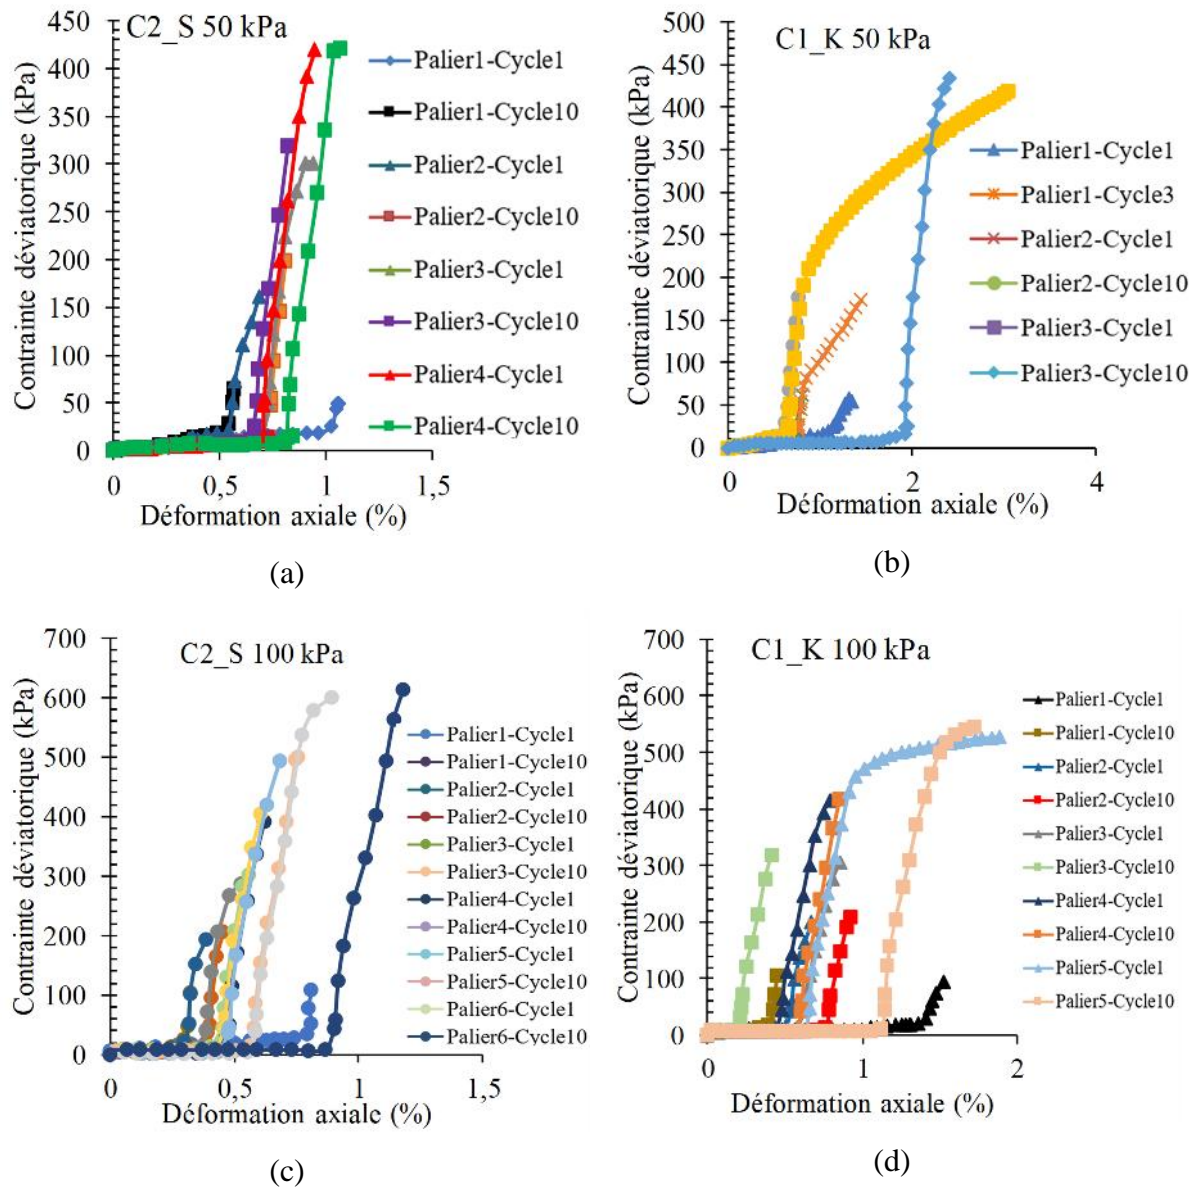 C2_S 50 kPa
Contrainte déviatorique (kPa)
450
400
350
300
250
200
150
100
50
0
0
0,5
1
1,5
Déformation axiale (%)
Palier1-Cycle1
Palier1-Cycle10
Palier2-Cycle1
Palier2-Cycle10
Palier3-Cycle1
Palier3-Cycle10
Palier4-Cycle1
Palier4-Cycle10
(a)
C1_K 50 kPa
Contrainte déviatorique (kPa)
500
450
400
350
300
250
200
150
100
50
0
0
2
4
Déformation axiale (%)
Palier1-Cycle1
Palier1-Cycle3
Palier2-Cycle1
Palier2-Cycle10
Palier3-Cycle1
Palier3-Cycle10
(b)
C2_S 100 kPa
Contrainte déviatorique (kPa)
700
600
500
400
300
200
100
0
0
0,5
1
1,5
Déformation axiale (%)
Palier1-Cycle1
Palier1-Cycle10
Palier2-Cycle1
Palier2-Cycle10
Palier3-Cycle1
Palier3-Cycle10
Palier4-Cycle1
Palier4-Cycle10
Palier5-Cycle1
Palier5-Cycle10
Palier6-Cycle1
Palier6-Cycle10
(c)
C1_K 100 kPa
Contrainte déviatorique (kPa)
700
600
500
400
300
200
100
0
0
1
2
Déformation axiale (%)
Palier1-Cycle1
Palier1-Cycle10
Palier2-Cycle1
Palier2-Cycle10
Palier3-Cycle1
Palier3-Cycle10
Palier4-Cycle1
Palier4-Cycle10
Palier5-Cycle1
Palier5-Cycle10
(d)